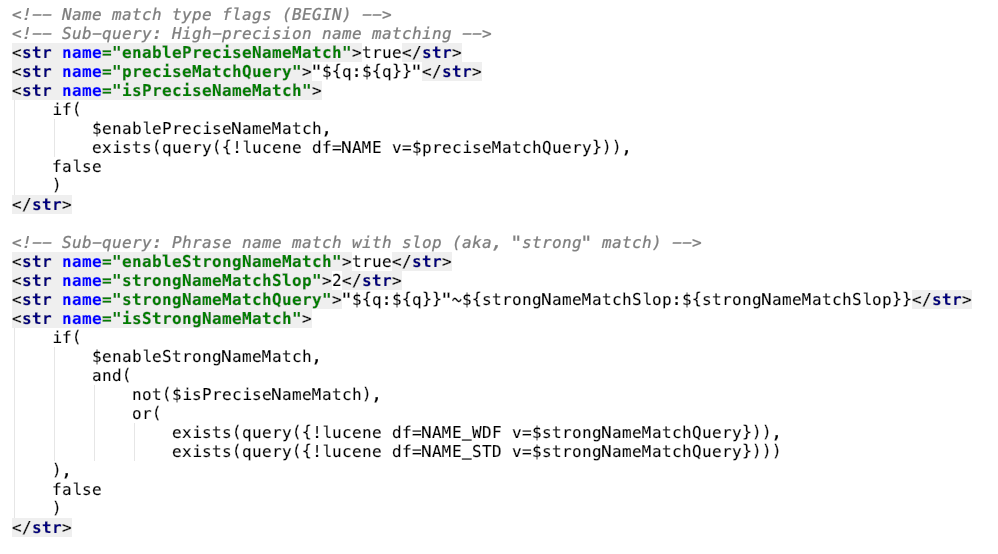 <!-- Name match type flags (BEGIN) -->
<!-- Sub-query: High-precision name matching -->
<str name="enablePreciseNameMatch">true</str>
<str name="preciseMatchQuery">"${q:${q}}"</str>
<str name="isPreciseNameMatch">
    if(
        $enablePreciseNameMatch,
        exists(query({!lucene df=NAME v=$preciseMatchQuery})),
    false
    )
</str>

<!-- Sub-query: Phrase name match with slop (aka, "strong" match) -->
<str name="enableStrongNameMatch">true</str>
<str name="strongNameMatchSlop">2</str>
<str name="strongNameMatchQuery">"${q:${q}}"~${strongNameMatchSlop:${strongNameMatchSlop}}</str>
<str name="isStrongNameMatch">
    if(
        $enableStrongNameMatch,
        and(
            not($isPreciseNameMatch),
            or(
                exists(query({!lucene df=NAME_WDF v=$strongNameMatchQuery})),
                exists(query({!lucene df=NAME_STD v=$strongNameMatchQuery})))
    ),
    false
    )
</str>